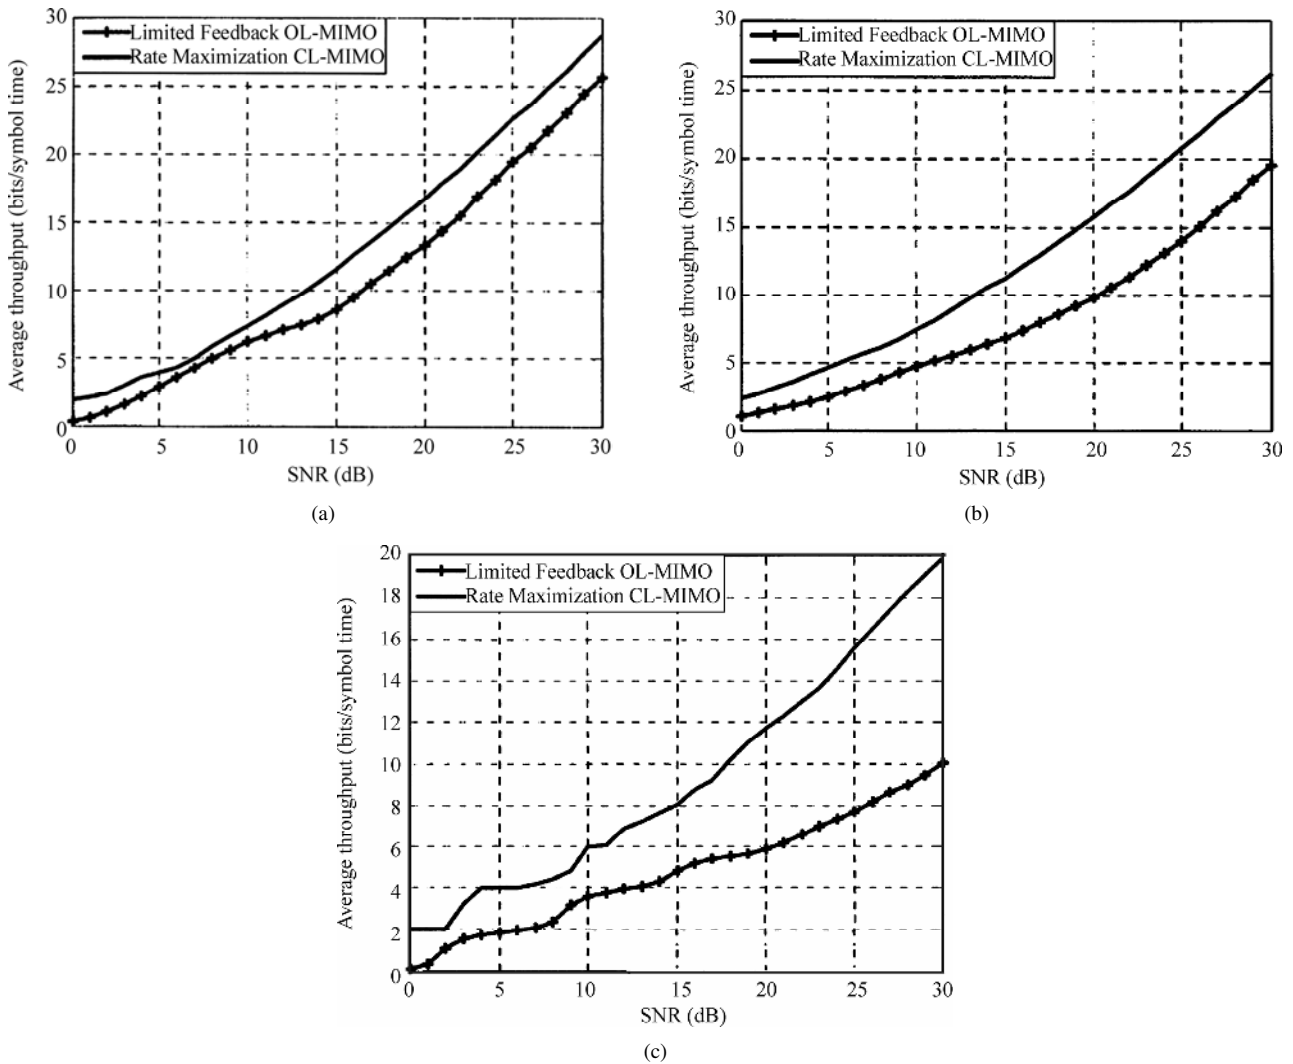 30
25
20
15
10
5
0
Average throughput (bits/symbol time)
Limited Feedback OL-MIMO
Rate Maximization CL-MIMO
0 5 10 15 20 25 30
SNR (dB)
(a)
30
25
20
15
10
5
0
Average throughput (bits/symbol time)
Limited Feedback OL-MIMO
Rate Maximization CL-MIMO
0 5 10 15 20 25 30
SNR (dB)
(b)
20
18
16
14
12
10
8
6
4
2
0
Average throughput (bits/symbol time)
Limited Feedback OL-MIMO
Rate Maximization CL-MIMO
0 5 10 15 20 25 30
SNR (dB)
(c)